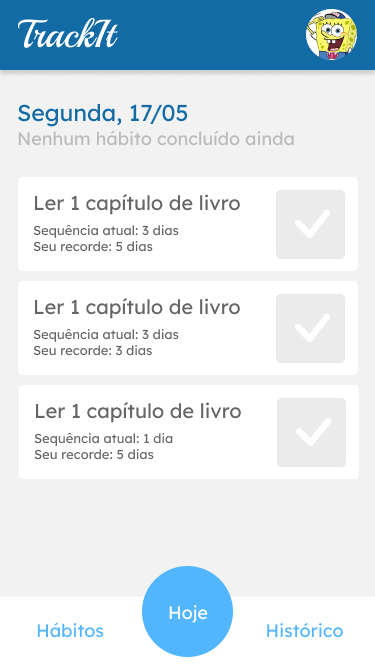 TrackIt
Segunda, 17/05
Nenhum hábito concluído ainda
Ler 1 capítulo de livro
Sequência atual: 3 dias
Seu recorde: 5 dias
Ler 1 capítulo de livro
Sequência atual: 3 dias
Seu recorde: 3 dias
Ler 1 capítulo de livro
Sequência atual: 1 dia
Seu recorde: 5 dias
Hábitos
Hoje
Histórico